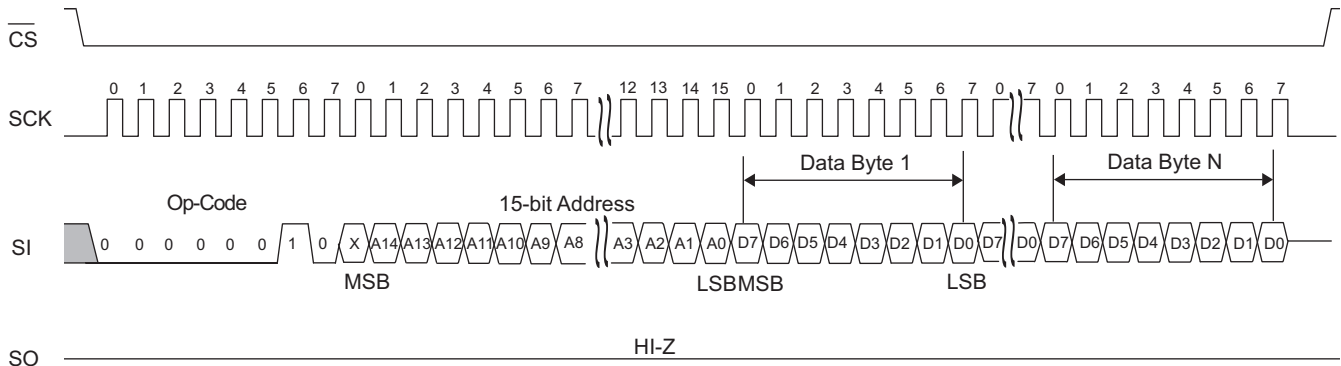 CS
0 1 2 3 4 5 6 7 0 1 2 3 4 5 6 7 12 13 14 15 0 1 2 3 4 5 6 7 0 7 0 1 2 3 4 5 6 7
SCK
Data Byte 1 Data Byte N
Op-Code 15-bit Address
SI 0 0 0 0 0 0 1 0 X A14 A13 A12 A11 A10 A9 A8 A3 A2 A1 A0 D7 D6 D5 D4 D3 D2 D1 D0 D7 D0 D7 D6 D5 D4 D3 D2 D1 D0
MSB LSB MSB LSB
HI-Z
SO